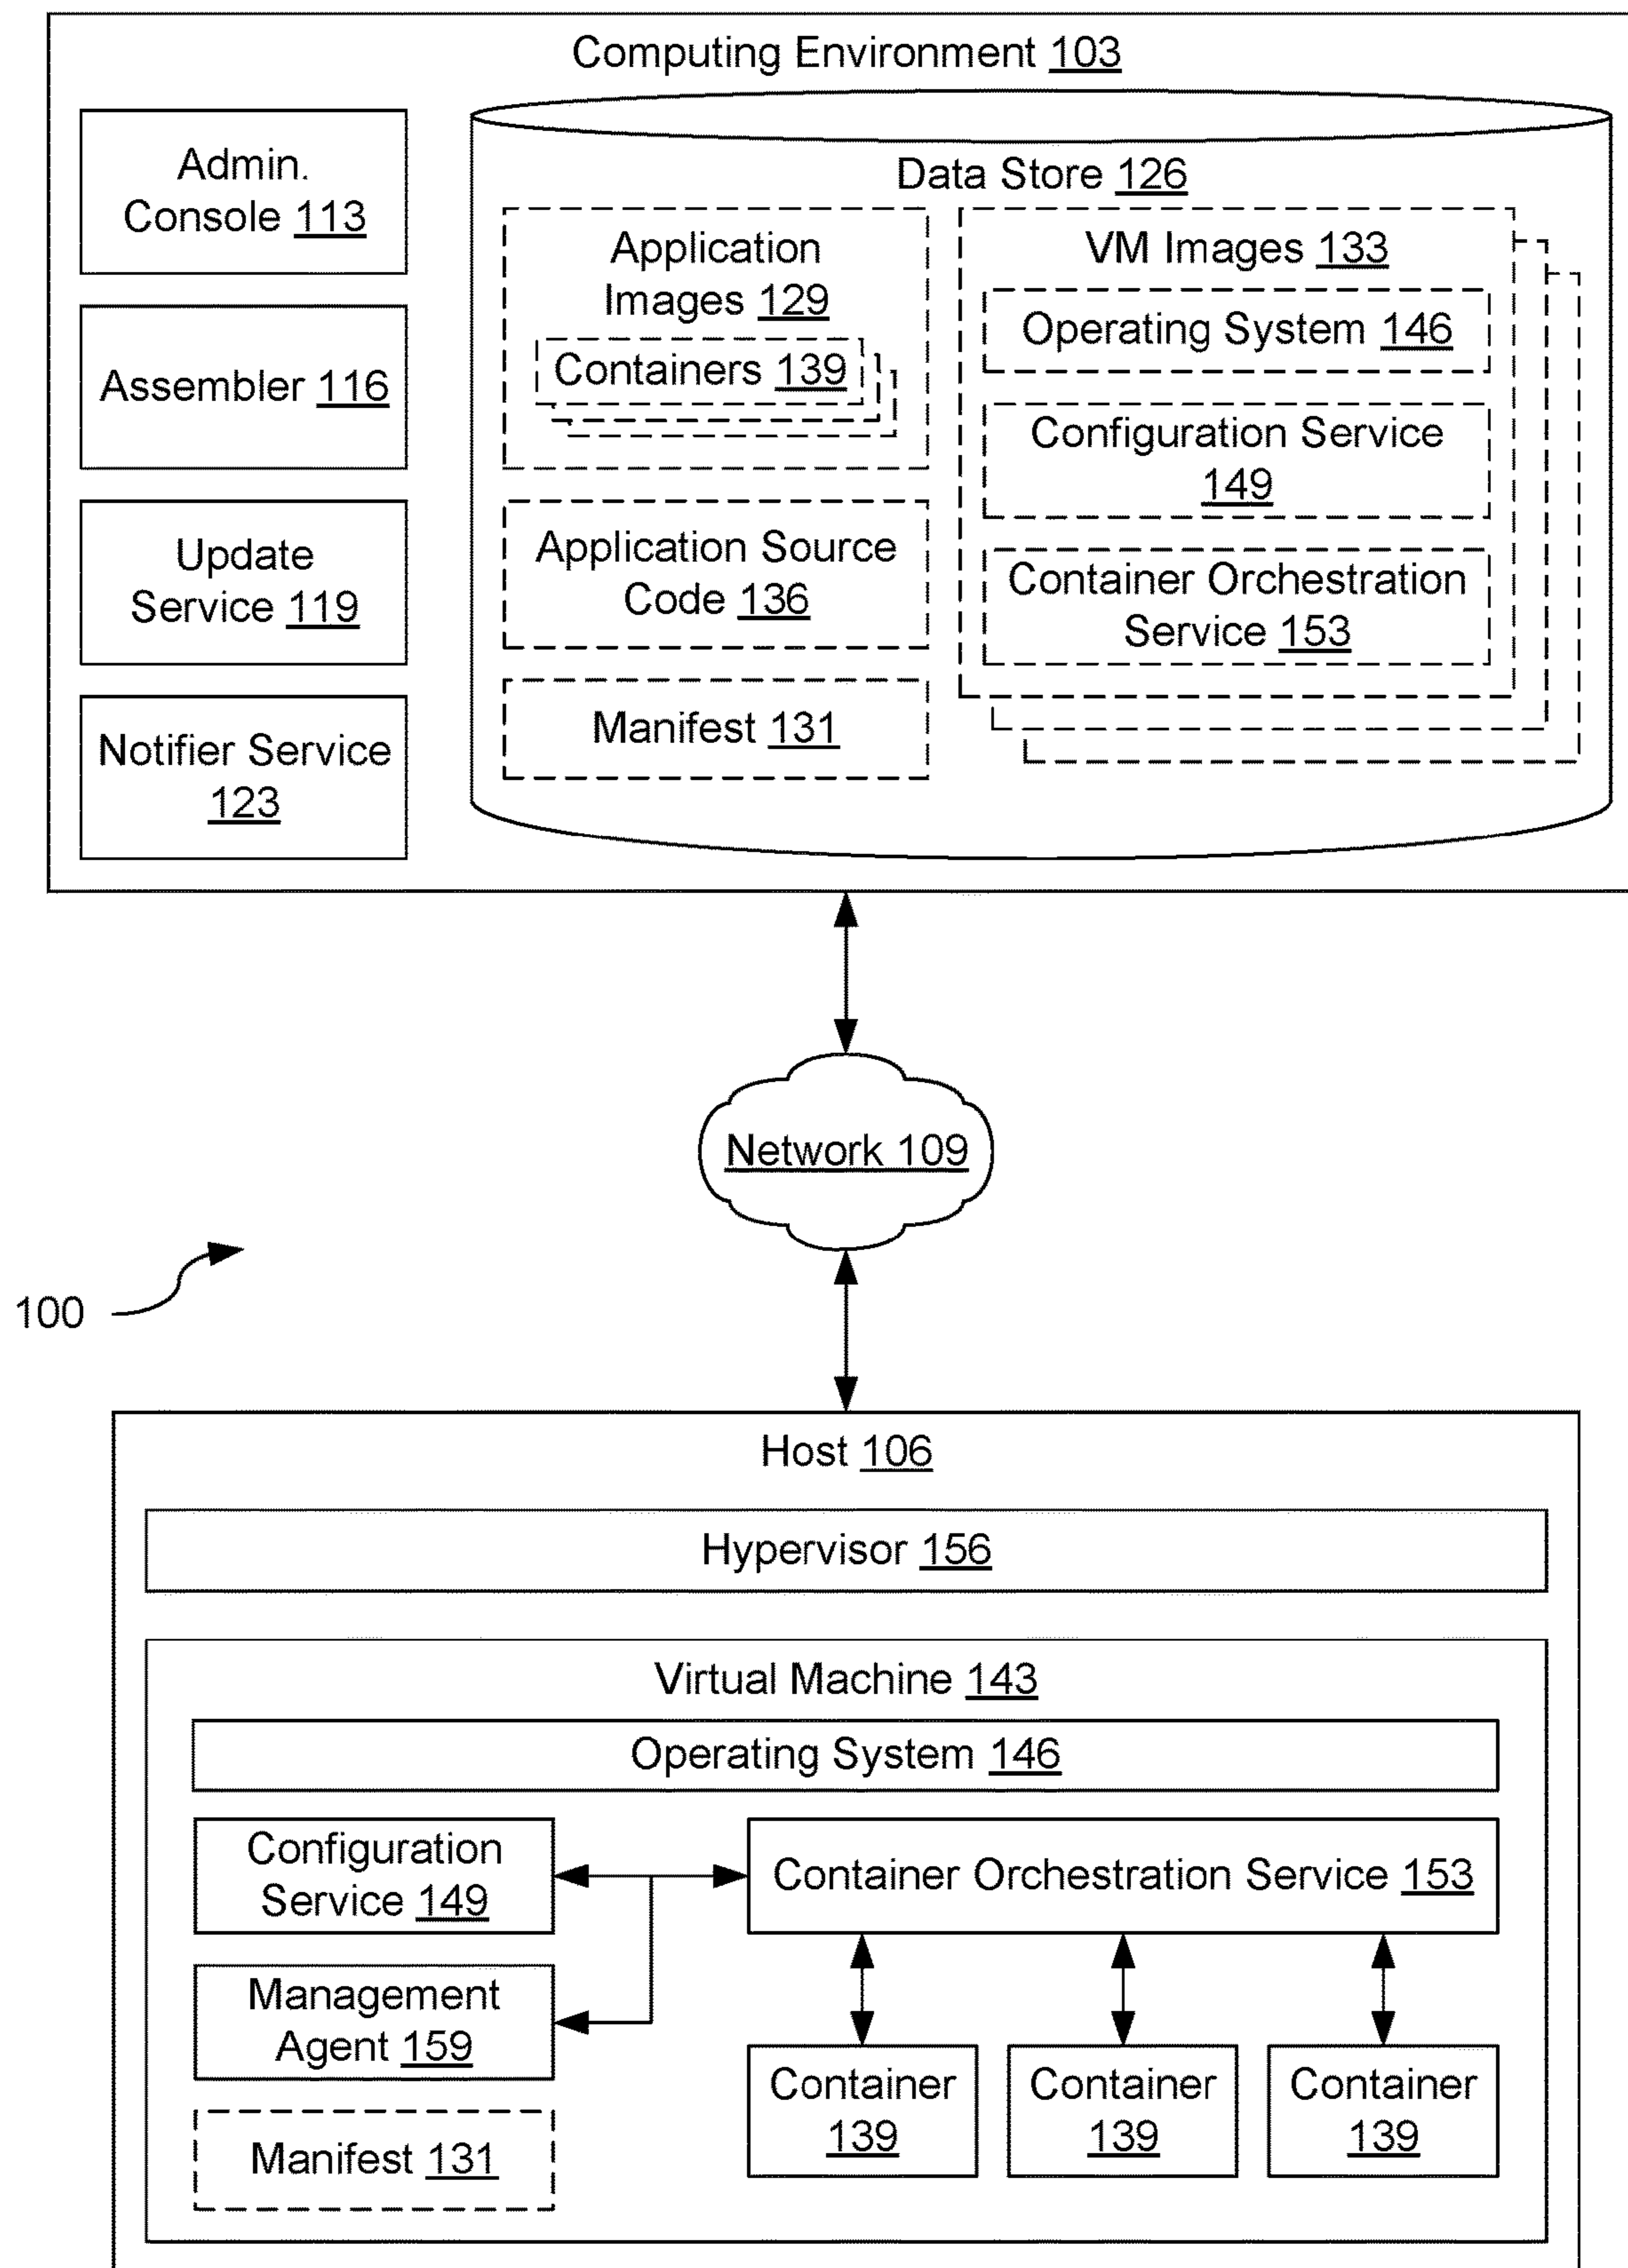 Computing Environment 103
Admin.
Console 113
Assembler 116
Update
Service 119
Notifier Service
123
Data Store 126
Application
Images 129
Containers 139
Application Source
Code 136
Manifest 131
VM Images 133
Operating System 146
Configuration Service
149
Container Orchestration
Service 153
Network 109
100
Host 106
Hypervisor 156
Virtual Machine 143
Operating System 146
Configuration
Service 149
Management
Agent 159
Manifest 131
Container Orchestration Service 153
Container
139
Container
139
Container
139